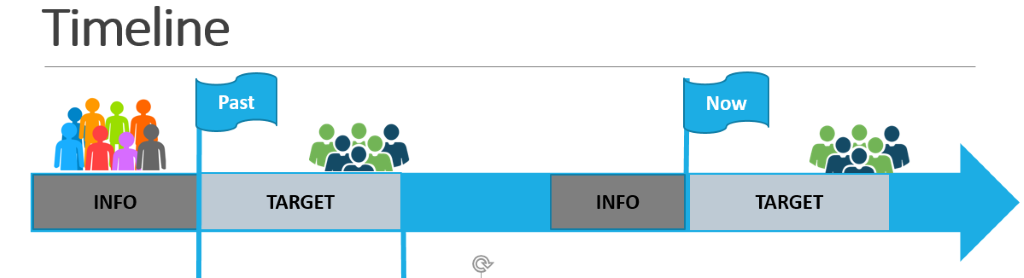 Timeline
Past
Now
INFO
TARGET
INFO
TARGET